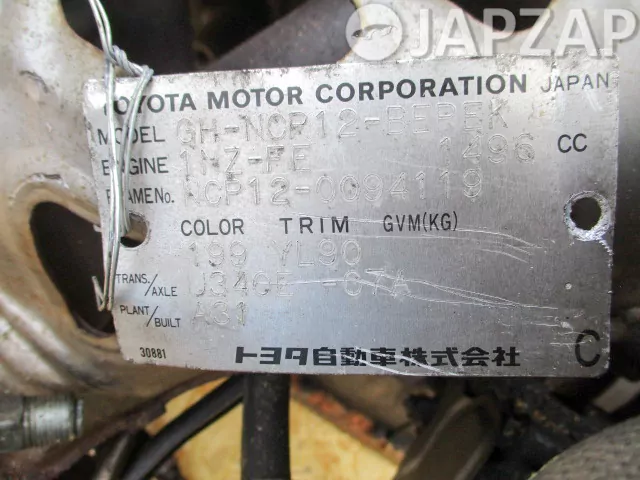 JAPZAP
TOYOTA MOTOR CORPORATION JAPAN
MODEL GH-NCP12-BEPEK
ENGINE 1NZ-FE 1496 CC
FRAME No. NCP12-0094119
COLOR TRIM GVM(KG)
199 YL90
TRANS./AXLE U340E -C7A
PLANT/BUILT A31
30881 トヨタ自動車株式会社 C